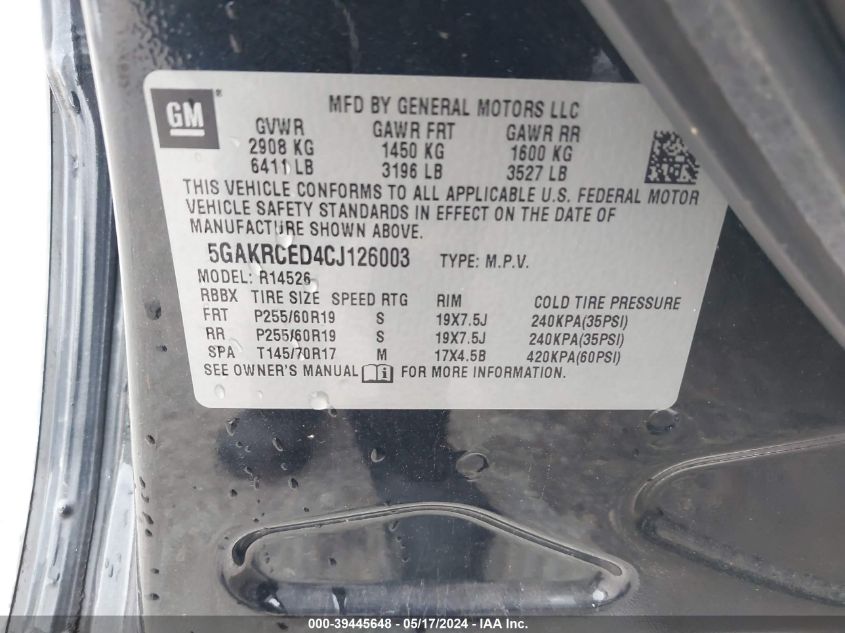 GM ®
MFD BY GENERAL MOTORS LLC
GVWR GAWR FRT GAWR RR
2908 KG 1450 KG 1600 KG
6411 LB 3196 LB 3527 LB
THIS VEHICLE CONFORMS TO ALL APPLICABLE U.S. FEDERAL MOTOR
VEHICLE SAFETY STANDARDS IN EFFECT ON THE DATE OF
MANUFACTURE SHOWN ABOVE.
5GAKRCED4CJ126003 TYPE: M.P.V.
MODEL: R14526
RBBX TIRE SIZE SPEED RTG RIM COLD TIRE PRESSURE
FRT P255/60R19 S 19X7.5J 240KPA(35PSI)
RR P255/60R19 S 19X7.5J 240KPA(35PSI)
SPA T145/70R17 M 17X4.5B 420KPA(60PSI)
SEE OWNER'S MANUAL i FOR MORE INFORMATION.
000-39445648 - 05/17/2024 - IAA Inc.